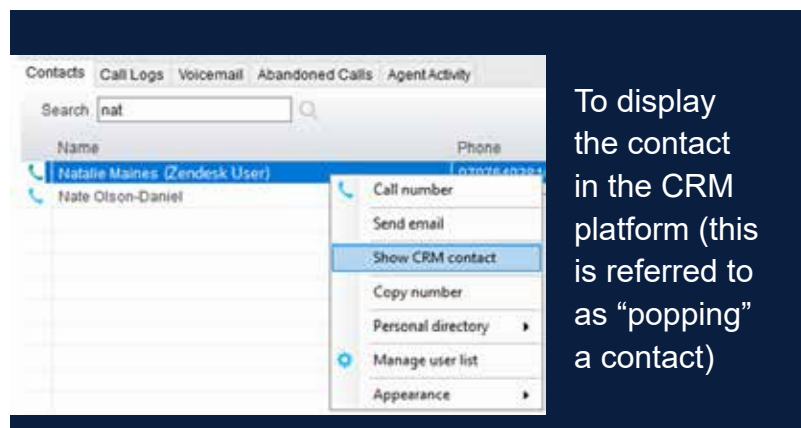 Contacts Call Logs Voicemail Abandoned Calls Agent Activity
Search nat
Name Phone
Natalie Maines (Zendesk User)
Nate Olson-Daniel
Call number
Send email
Show CRM contact
Copy number
Personal directory
Manage user list
Appearance
To display
the contact
in the CRM
platform (this
is referred to
as “popping”
a contact)